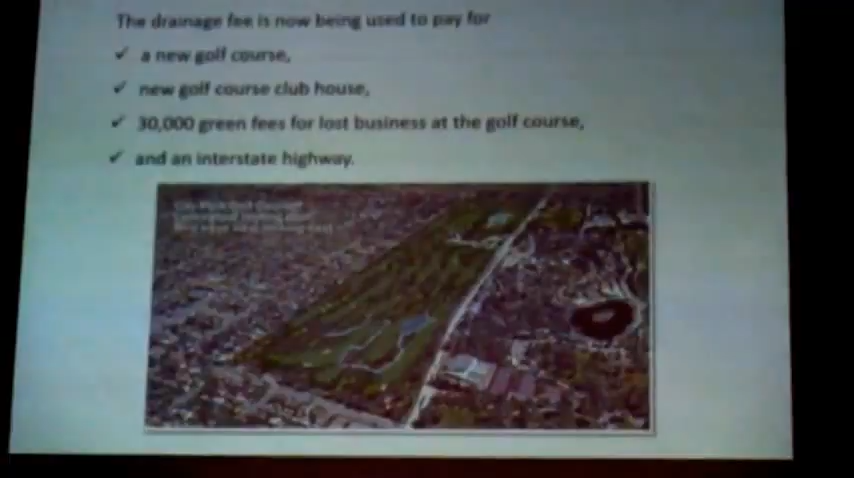 The drainage fee is now being used to pay for
✓ a new golf course,
✓ new golf course club house,
✓ 30,000 green fees for lost business at the golf course,
✓ and an interstate highway.